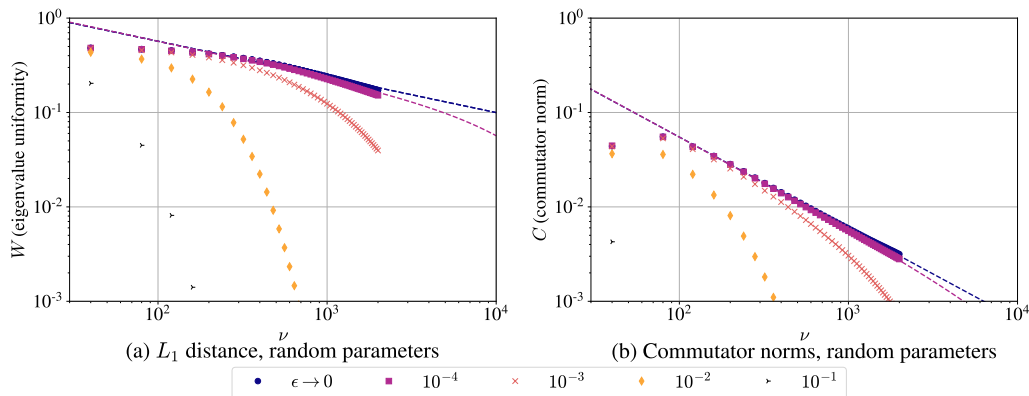 10^0
10^{-1}
10^{-2}
10^{-3}
W (eigenvalue uniformity)
10^2
10^3
10^4
ν
(a) L_1 distance, random parameters
10^0
10^{-1}
10^{-2}
10^{-3}
C (commutator norm)
10^2
10^3
10^4
ν
(b) Commutator norms, random parameters
ϵ → 0
10^{-4}
10^{-3}
10^{-2}
10^{-1}